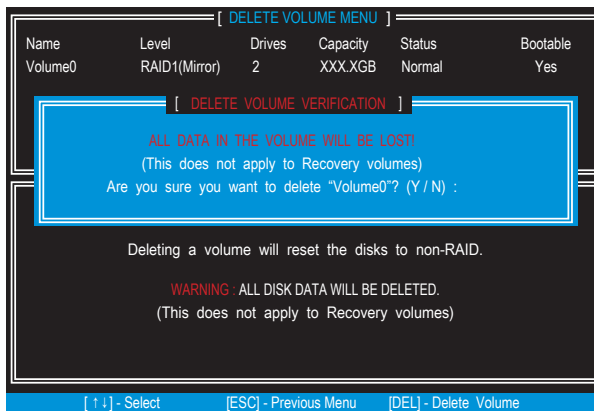 [ DELETE VOLUME MENU ]
Name Level Drives Capacity Status Bootable
Volume0 RAID1(Mirror) 2 XXX.XGB Normal Yes
[ DELETE VOLUME VERIFICATION ]
ALL DATA IN THE VOLUME WILL BE LOST!
(This does not apply to Recovery volumes)
Are you sure you want to delete “Volume0”? (Y / N) :
Deleting a volume will reset the disks to non-RAID.
WARNING : ALL DISK DATA WILL BE DELETED.
(This does not apply to Recovery volumes)
[ ↑↓] - Select [ESC] - Previous Menu [DEL] - Delete Volume